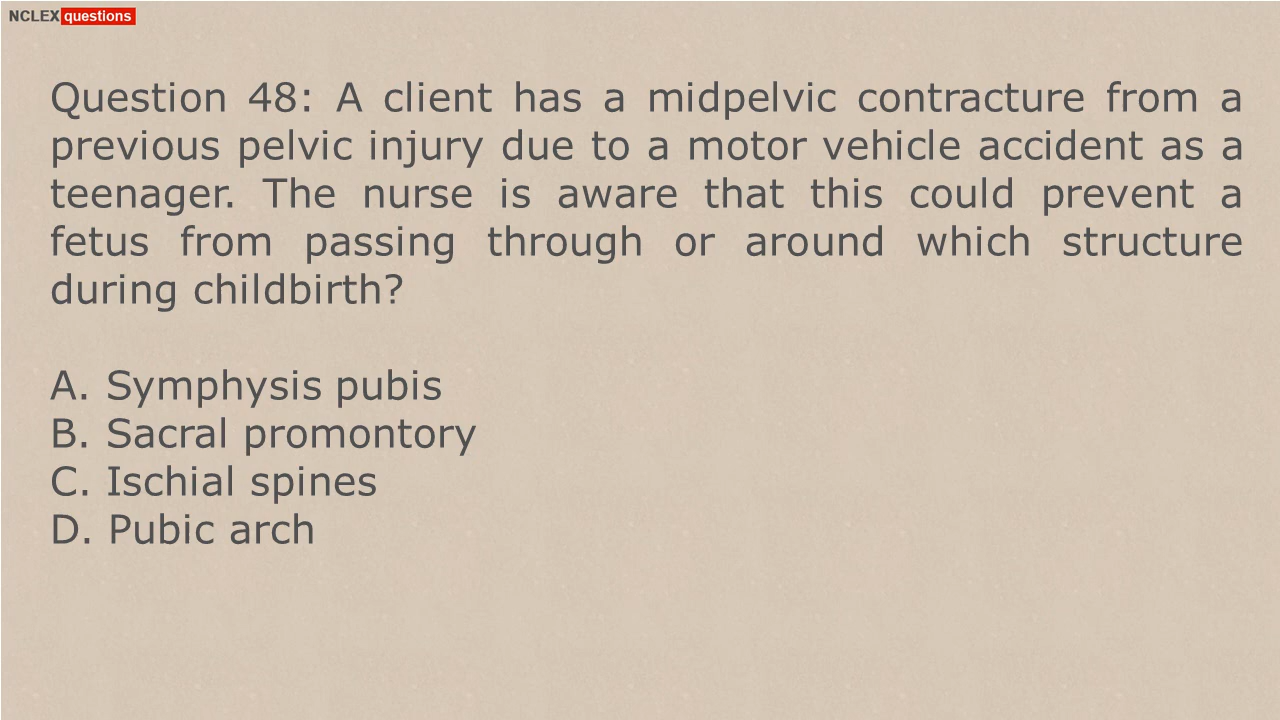 NCLEX questions
Question 48: A client has a midpelvic contracture from a
previous pelvic injury due to a motor vehicle accident as a
teenager. The nurse is aware that this could prevent a
fetus from passing through or around which structure
during childbirth?
A. Symphysis pubis
B. Sacral promontory
C. Ischial spines
D. Pubic arch